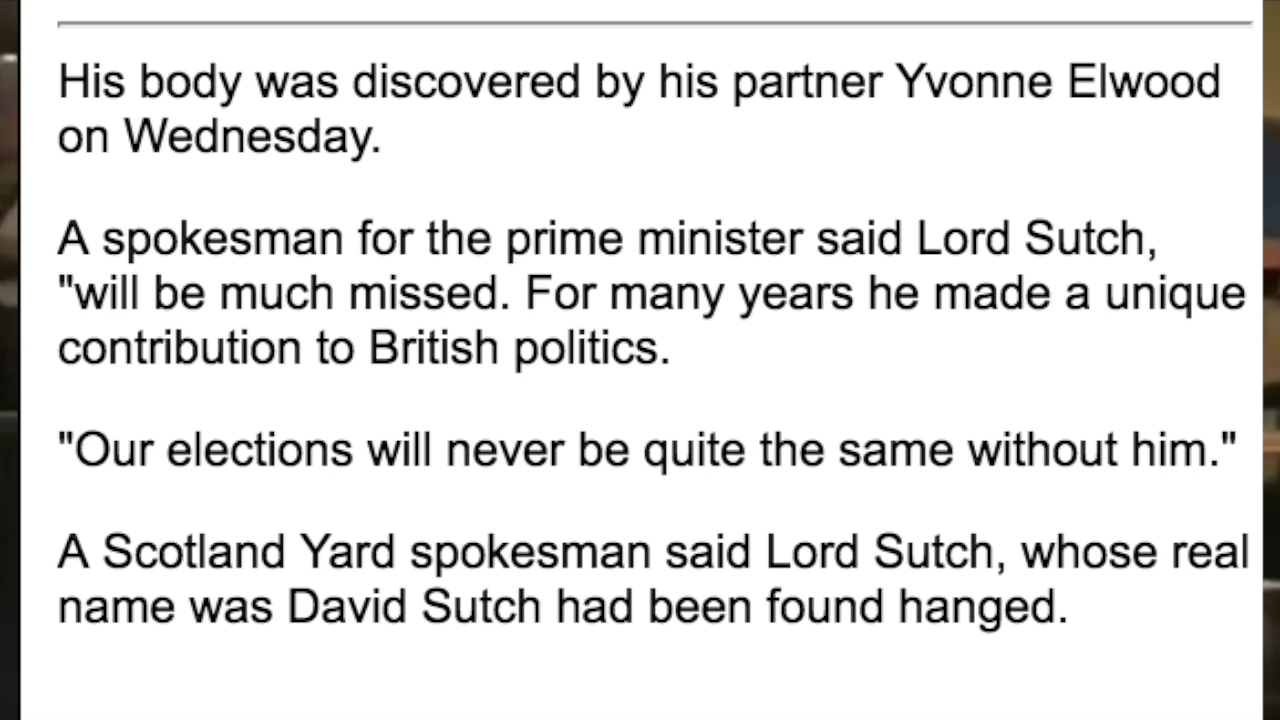 His body was discovered by his partner Yvonne Elwood
on Wednesday.
A spokesman for the prime minister said Lord Sutch,
"will be much missed. For many years he made a unique
contribution to British politics.
"Our elections will never be quite the same without him."
A Scotland Yard spokesman said Lord Sutch, whose real
name was David Sutch had been found hanged.